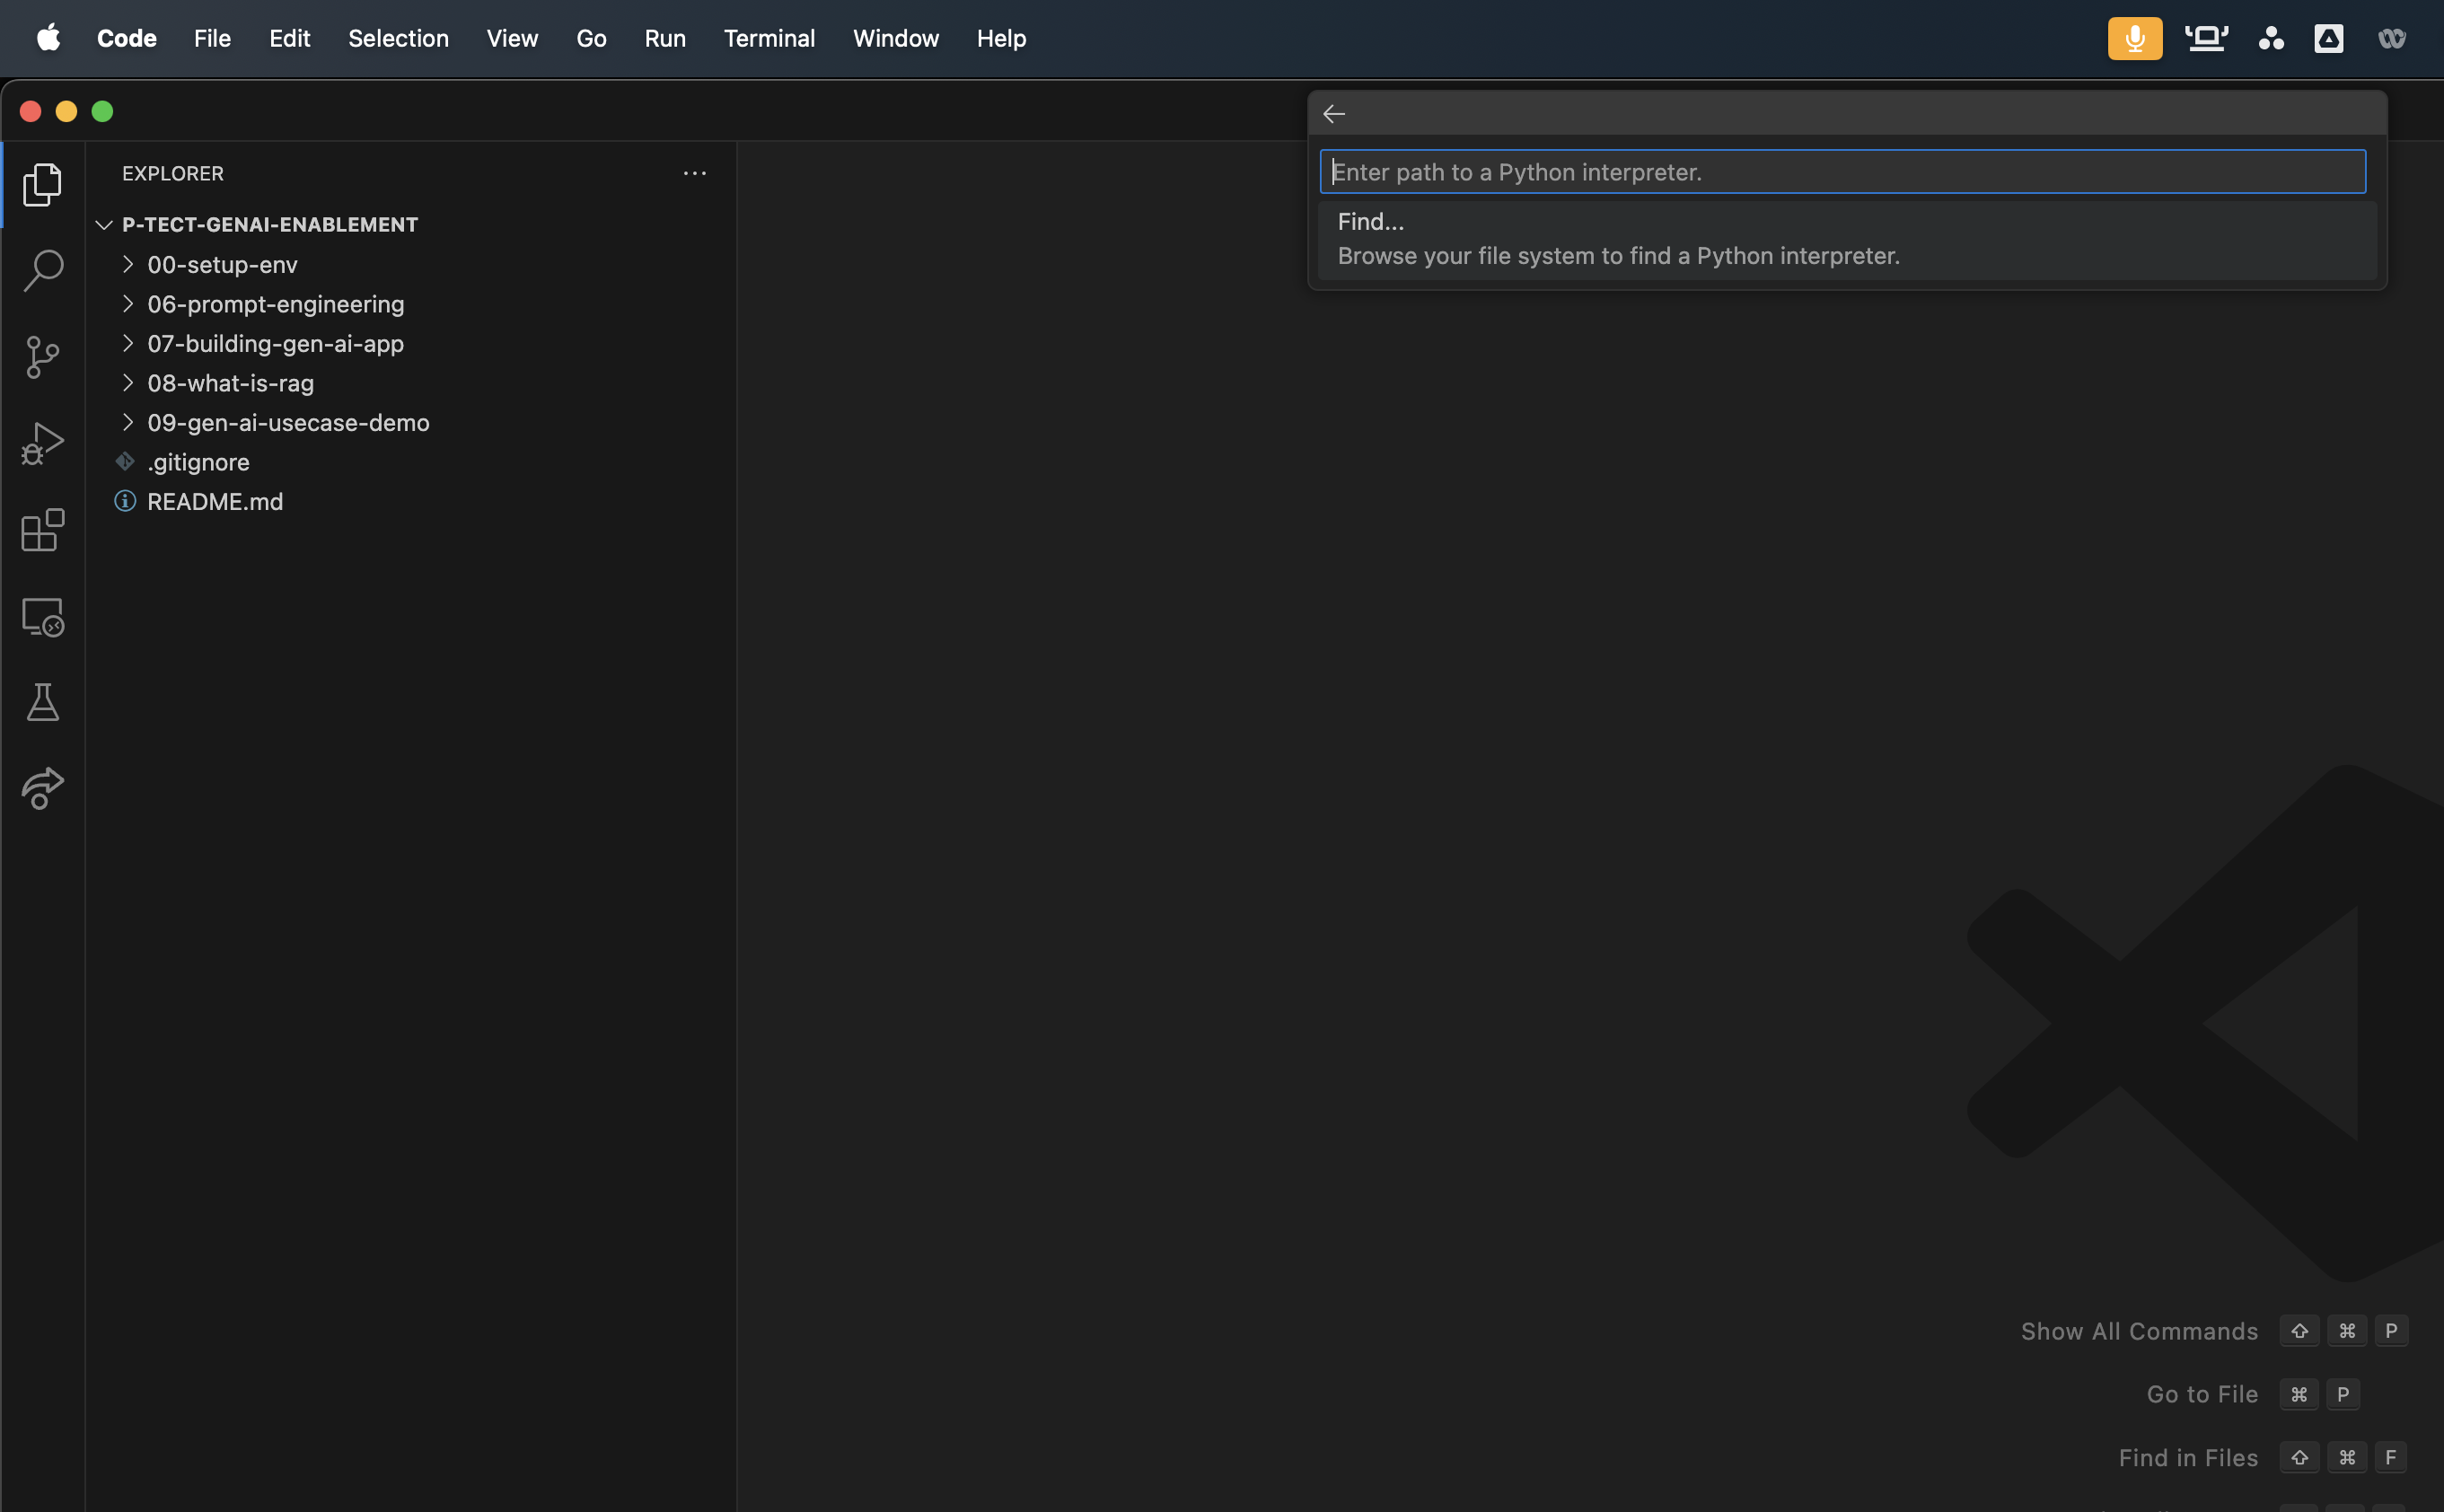 Code File Edit Selection View Go Run Terminal Window Help
EXPLORER
P-TECT-GENAI-ENABLEMENT
00-setup-env
06-prompt-engineering
07-building-gen-ai-app
08-what-is-rag
09-gen-ai-usecase-demo
.gitignore
README.md
Enter path to a Python interpreter.
Find...
Browse your file system to find a Python interpreter.
Show All Commands ⇧ ⌘ P
Go to File ⌘ P
Find in Files ⇧ ⌘ F